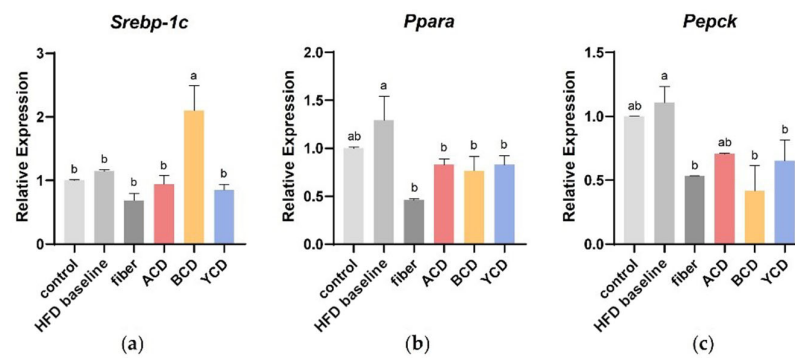 Srebp-1c
Relative Expression
3
2
1
0
b
b
b
b
a
b
control
HFD baseline
fiber
ACD
BCD
YCD
(a)
Ppara
Relative Expression
2.0
1.5
1.0
0.5
0.0
ab
a
b
b
b
b
control
HFD baseline
fiber
ACD
BCD
YCD
(b)
Pepck
Relative Expression
1.5
1.0
0.5
0.0
ab
a
b
ab
b
b
control
HFD baseline
fiber
ACD
BCD
YCD
(c)